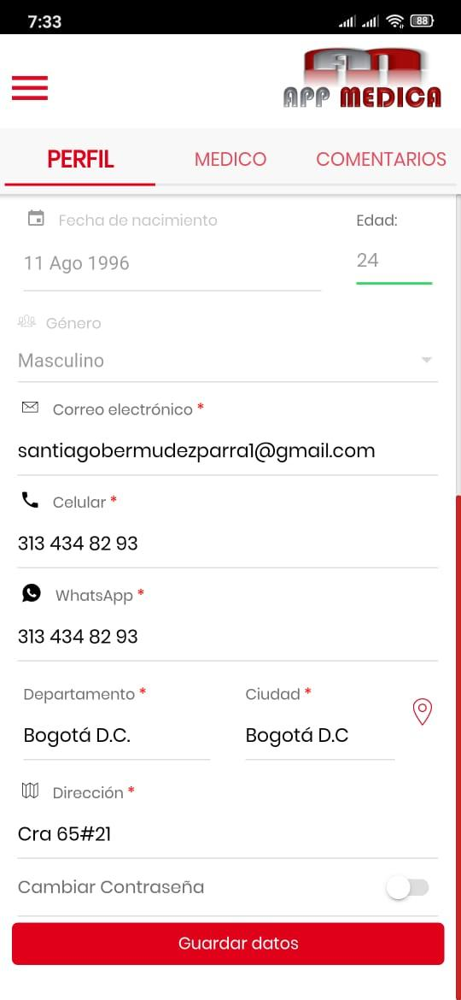 7:33
88
APP MEDICA
PERFIL MEDICO COMENTARIOS
Fecha de nacimiento Edad:
11 Ago 1996 24
Género
Masculino
Correo electrónico *
santiagobermudezparra1@gmail.com
Celular *
313 434 82 93
WhatsApp *
313 434 82 93
Departamento * Ciudad *
Bogotá D.C. Bogotá D.C
Dirección *
Cra 65#21
Cambiar Contraseña
Guardar datos